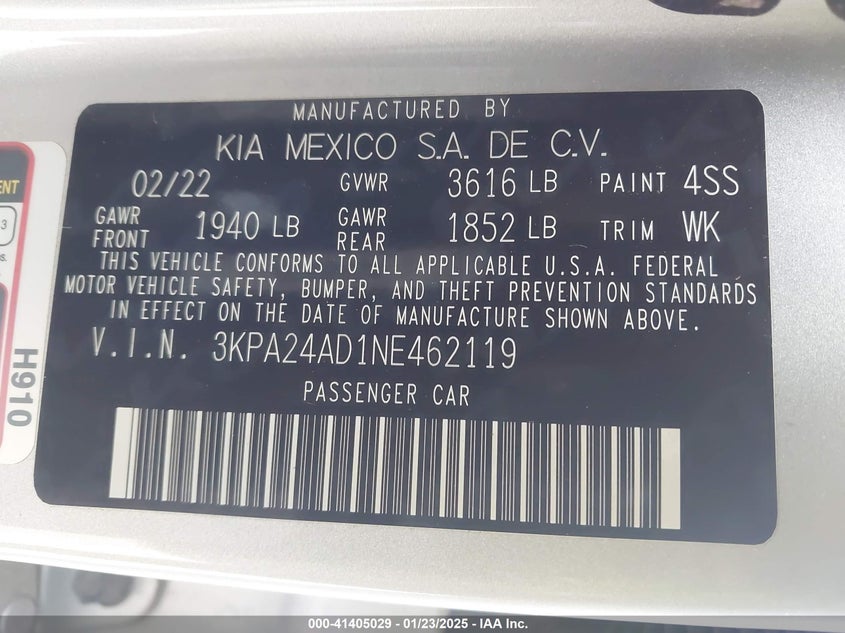 MANUFACTURED BY
KIA MEXICO S.A. DE C.V.
02/22 GVWR 3616 LB PAINT 4SS
GAWR FRONT 1940 LB GAWR REAR 1852 LB TRIM WK
THIS VEHICLE CONFORMS TO ALL APPLICABLE U.S.A. FEDERAL
MOTOR VEHICLE SAFETY, BUMPER, AND THEFT PREVENTION STANDARDS
IN EFFECT ON THE DATE OF MANUFACTURE SHOWN ABOVE.
V.I.N. 3KPA24AD1NE462119
PASSENGER CAR
H910
3
000-41405029 - 01/23/2025 - IAA Inc.